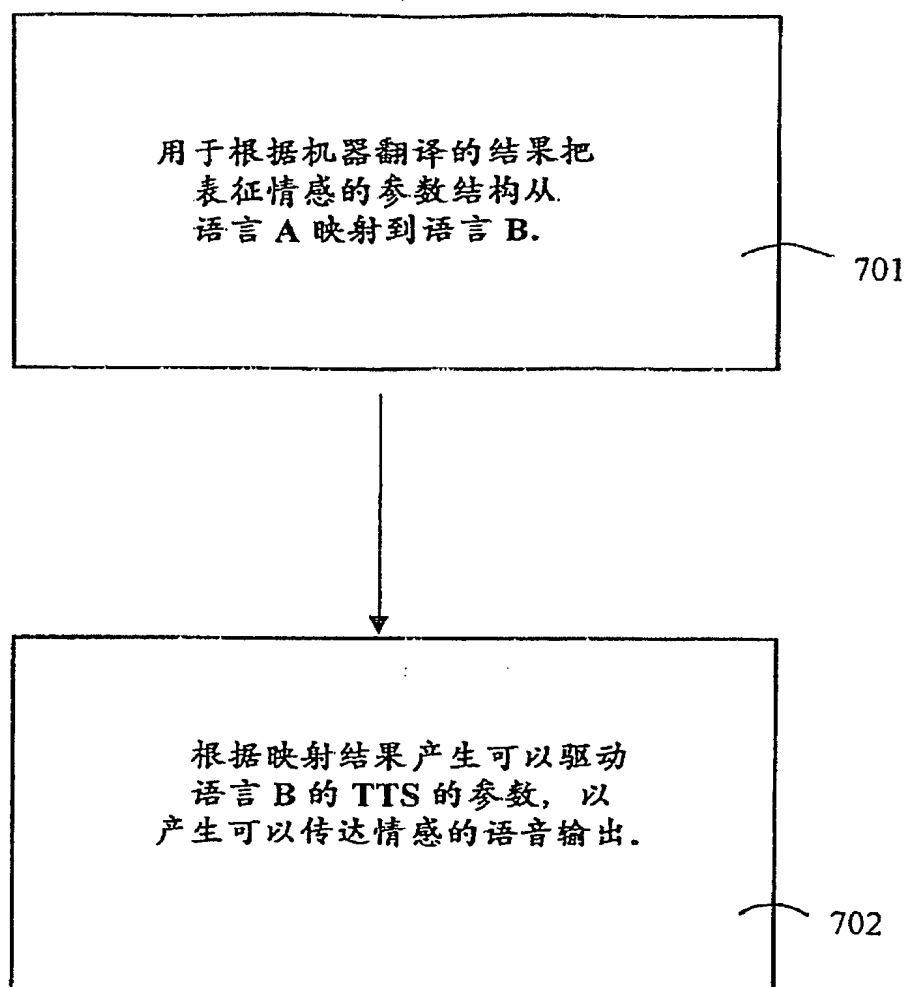 用于根据机器翻译的结果把
表征情感的参数结构从
语言 A 映射到语言 B.
701
根据映射结果产生可以驱动
语言 B 的 TTS 的参数, 以
产生可以传达情感的语音输出.
702